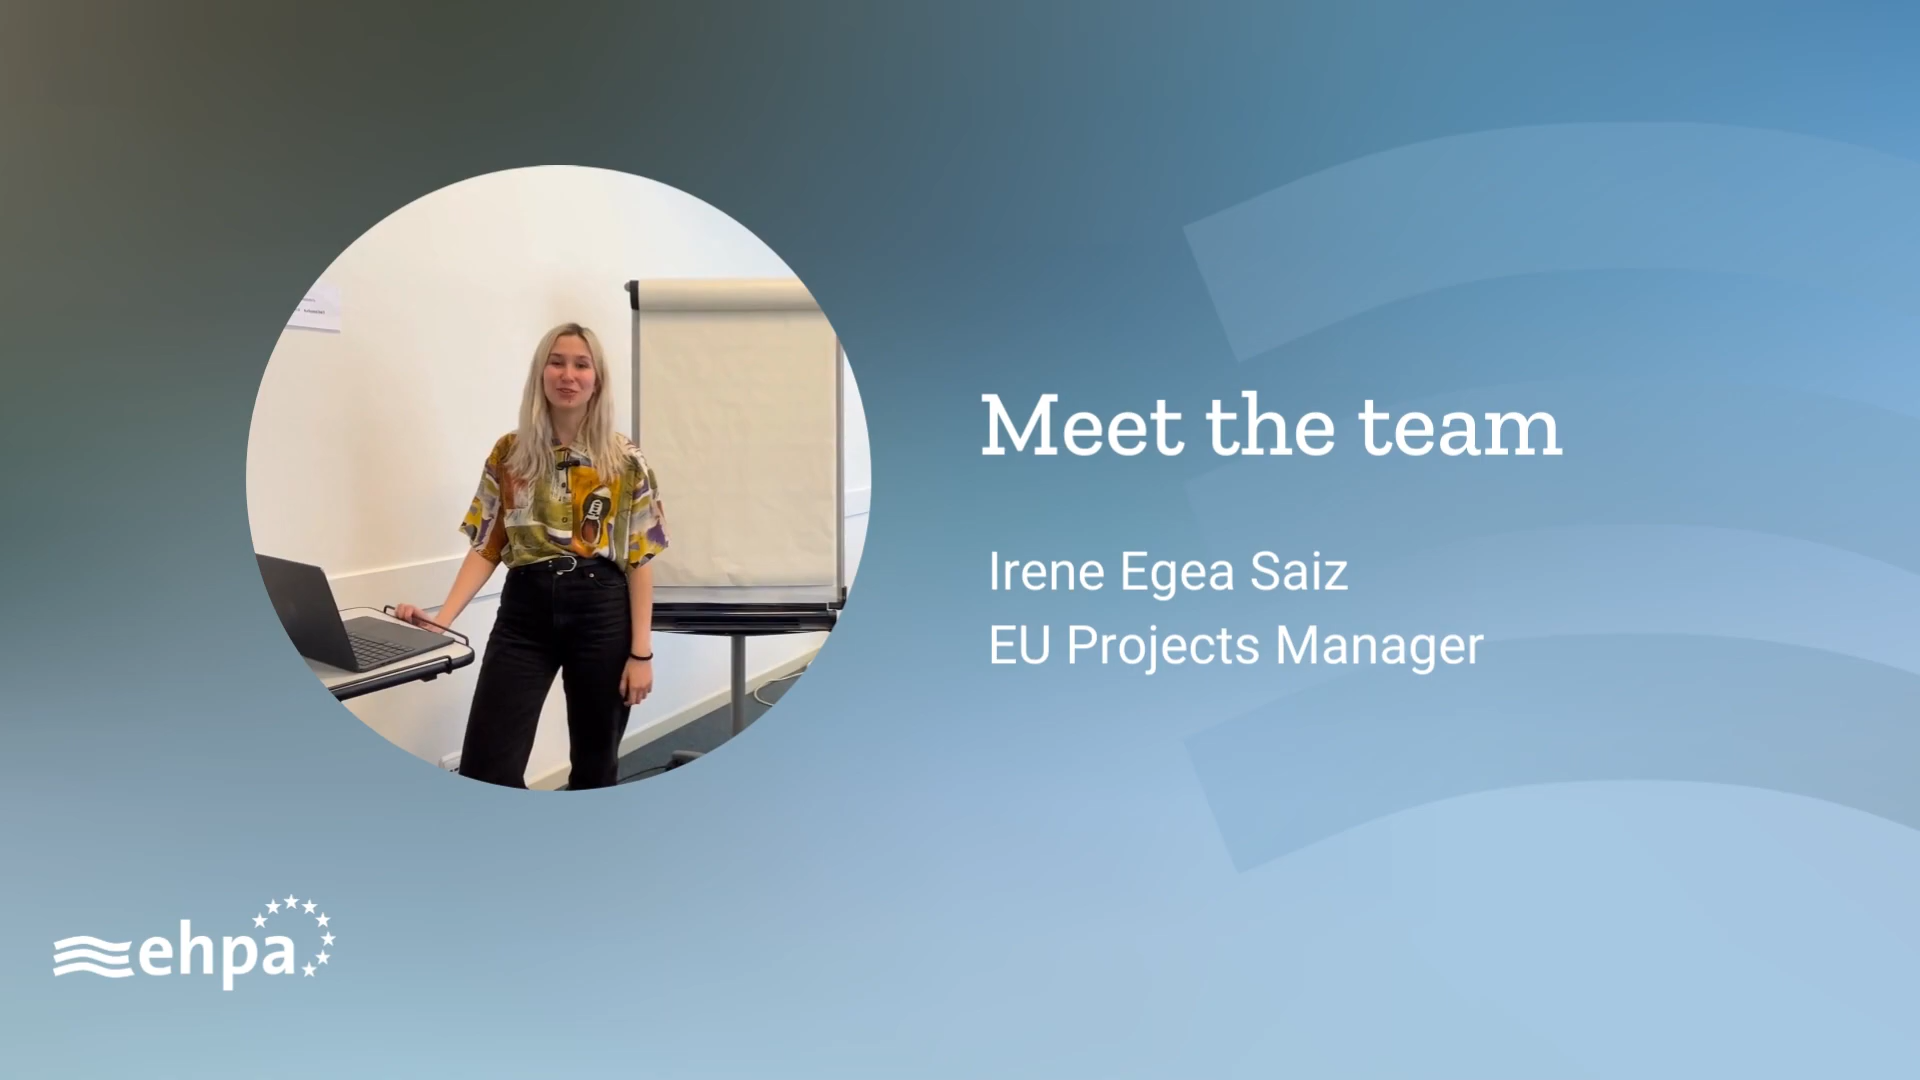 Meet the team
Irene Egea Saiz
EU Projects Manager
ehpa